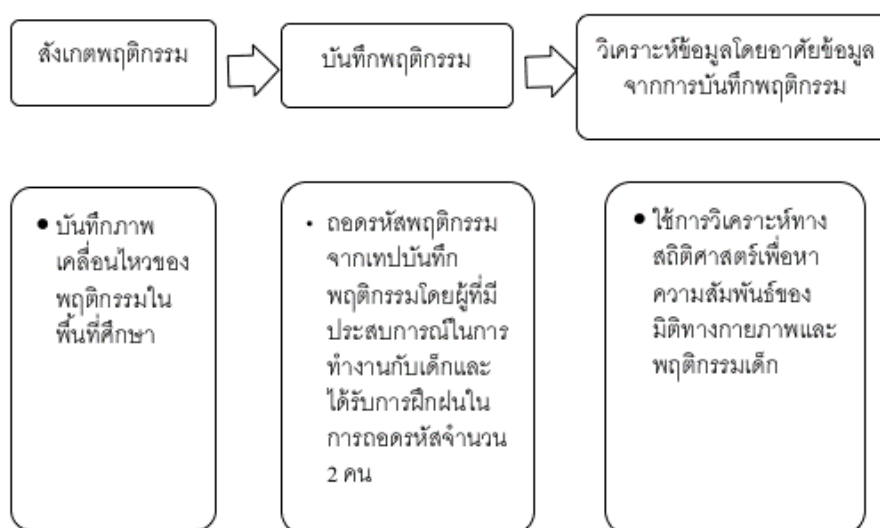 สังเกตพฤติกรรม
บันทึกพฤติกรรม
วิเคราะห์ข้อมูลโดยอาศัยข้อมูล
จากการบันทึกพฤติกรรม
• บันทึกภาพ
เคลื่อนไหวของ
พฤติกรรมใน
พื้นที่ศึกษา
• ถอดรหัสพฤติกรรม
จากเทปบันทึก
พฤติกรรมโดยผู้ที่มี
ประสบการณ์ในการ
ทำงานกับเด็กและ
ได้รับการฝึกฝนใน
การถอดรหัสจำนวน
2 คน
• ใช้การวิเคราะห์ทาง
สถิติศาสตร์เพื่อหา
ความสัมพันธ์ของ
มิติทางกายภาพและ
พฤติกรรมเด็ก